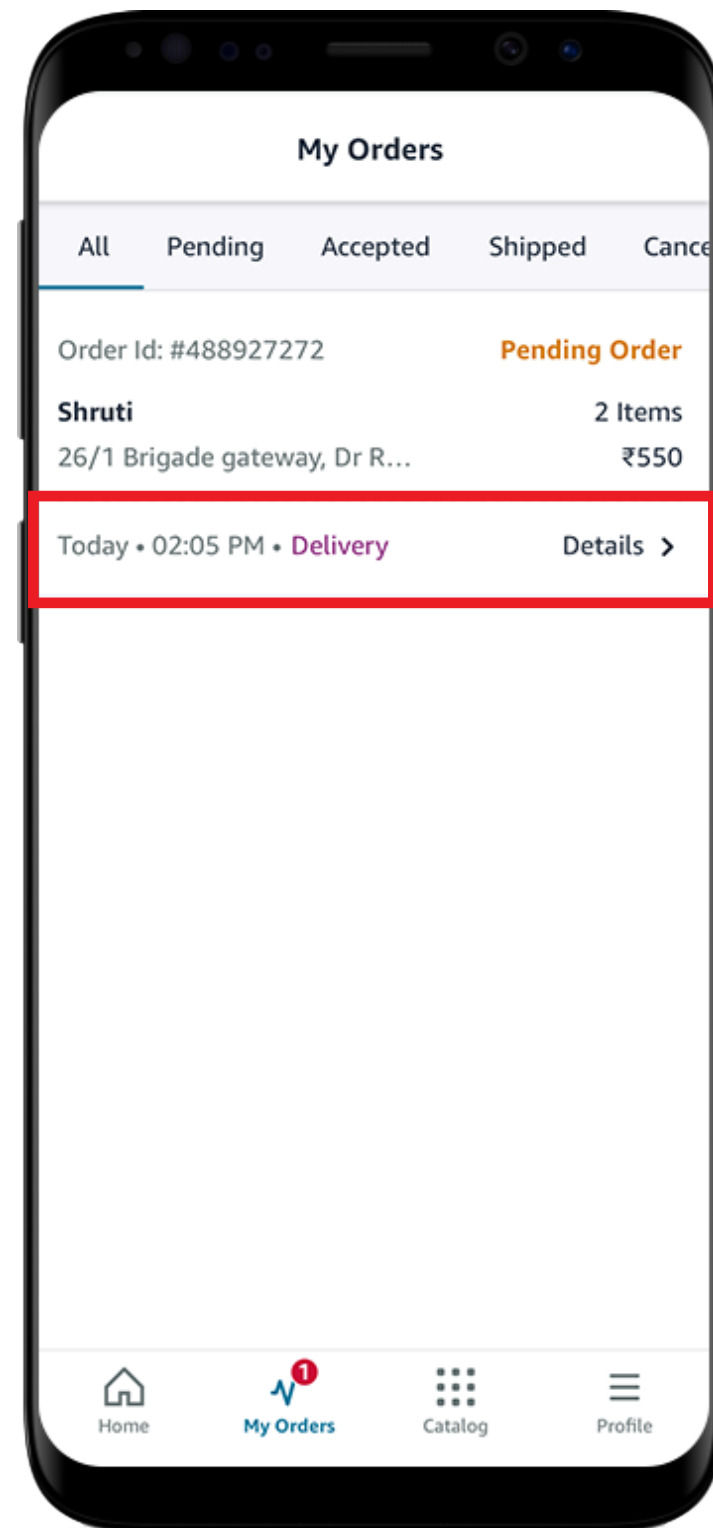 My Orders
All Pending Accepted Shipped Cance
Order Id: #488927272 Pending Order
Shruti 2 Items
26/1 Brigade gateway, Dr R... ₹550
Today • 02:05 PM • Delivery Details >
1
Home My Orders Catalog Profile